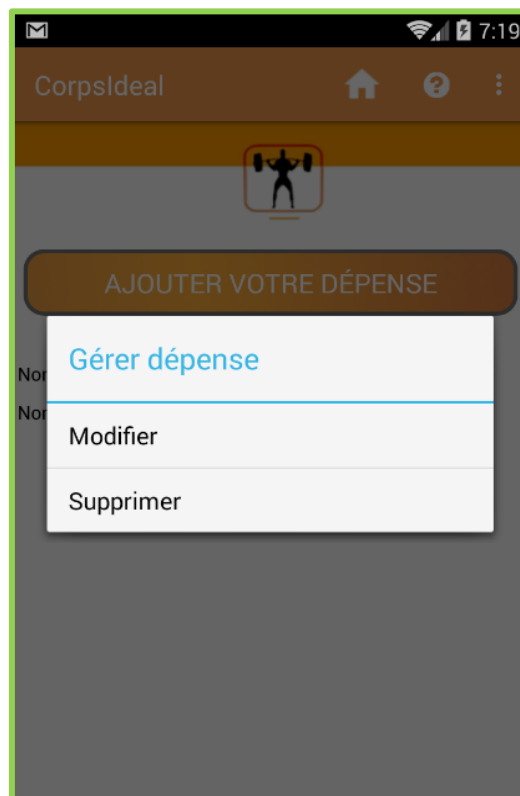 7:19
CorpsIdeal
AJOUTER VOTRE DÉPENSE
Gérer dépense
Modifier
Supprimer